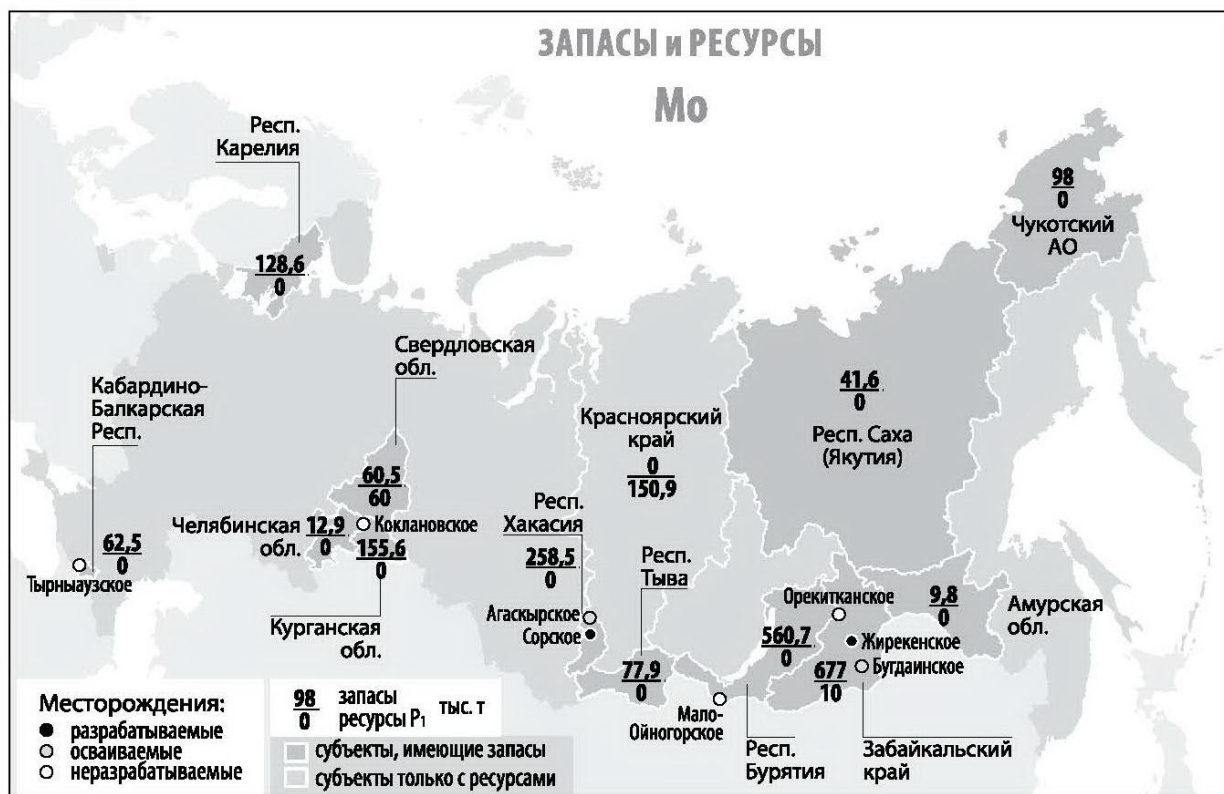 ЗАПАСЫ и РЕСУРСЫ
Mo
Респ.
Карелия
128,6
0
98
0
Чукотский
АО
Свердловская
обл.
60,5
60
Кабардино-
Балкарская
Респ.
62,5
0
Тырныаузское
Челябинская
обл.
12,9
0
Коклановское
155,6
0
Курганская
обл.
Красноярский
край
0
150,9
41,6
0
Респ. Саха
(Якутия)
Респ.
Хакасия
258,5
0
Агаскырское
Сорское
Респ.
Тыва
77,9
0
Мало-
Ойногорское
Орекитканское
560,7
0
Жирекенское
Бугдаинское
677
10
9,8
0
Амурская
обл.
Респ.
Бурятия
Забайкальский
край
Месторождения:
разрабатываемые
осваиваемые
неразрабатываемые
98 запасы
0 ресурсы P₁ тыс. т
субъекты, имеющие запасы
субъекты только с ресурсами